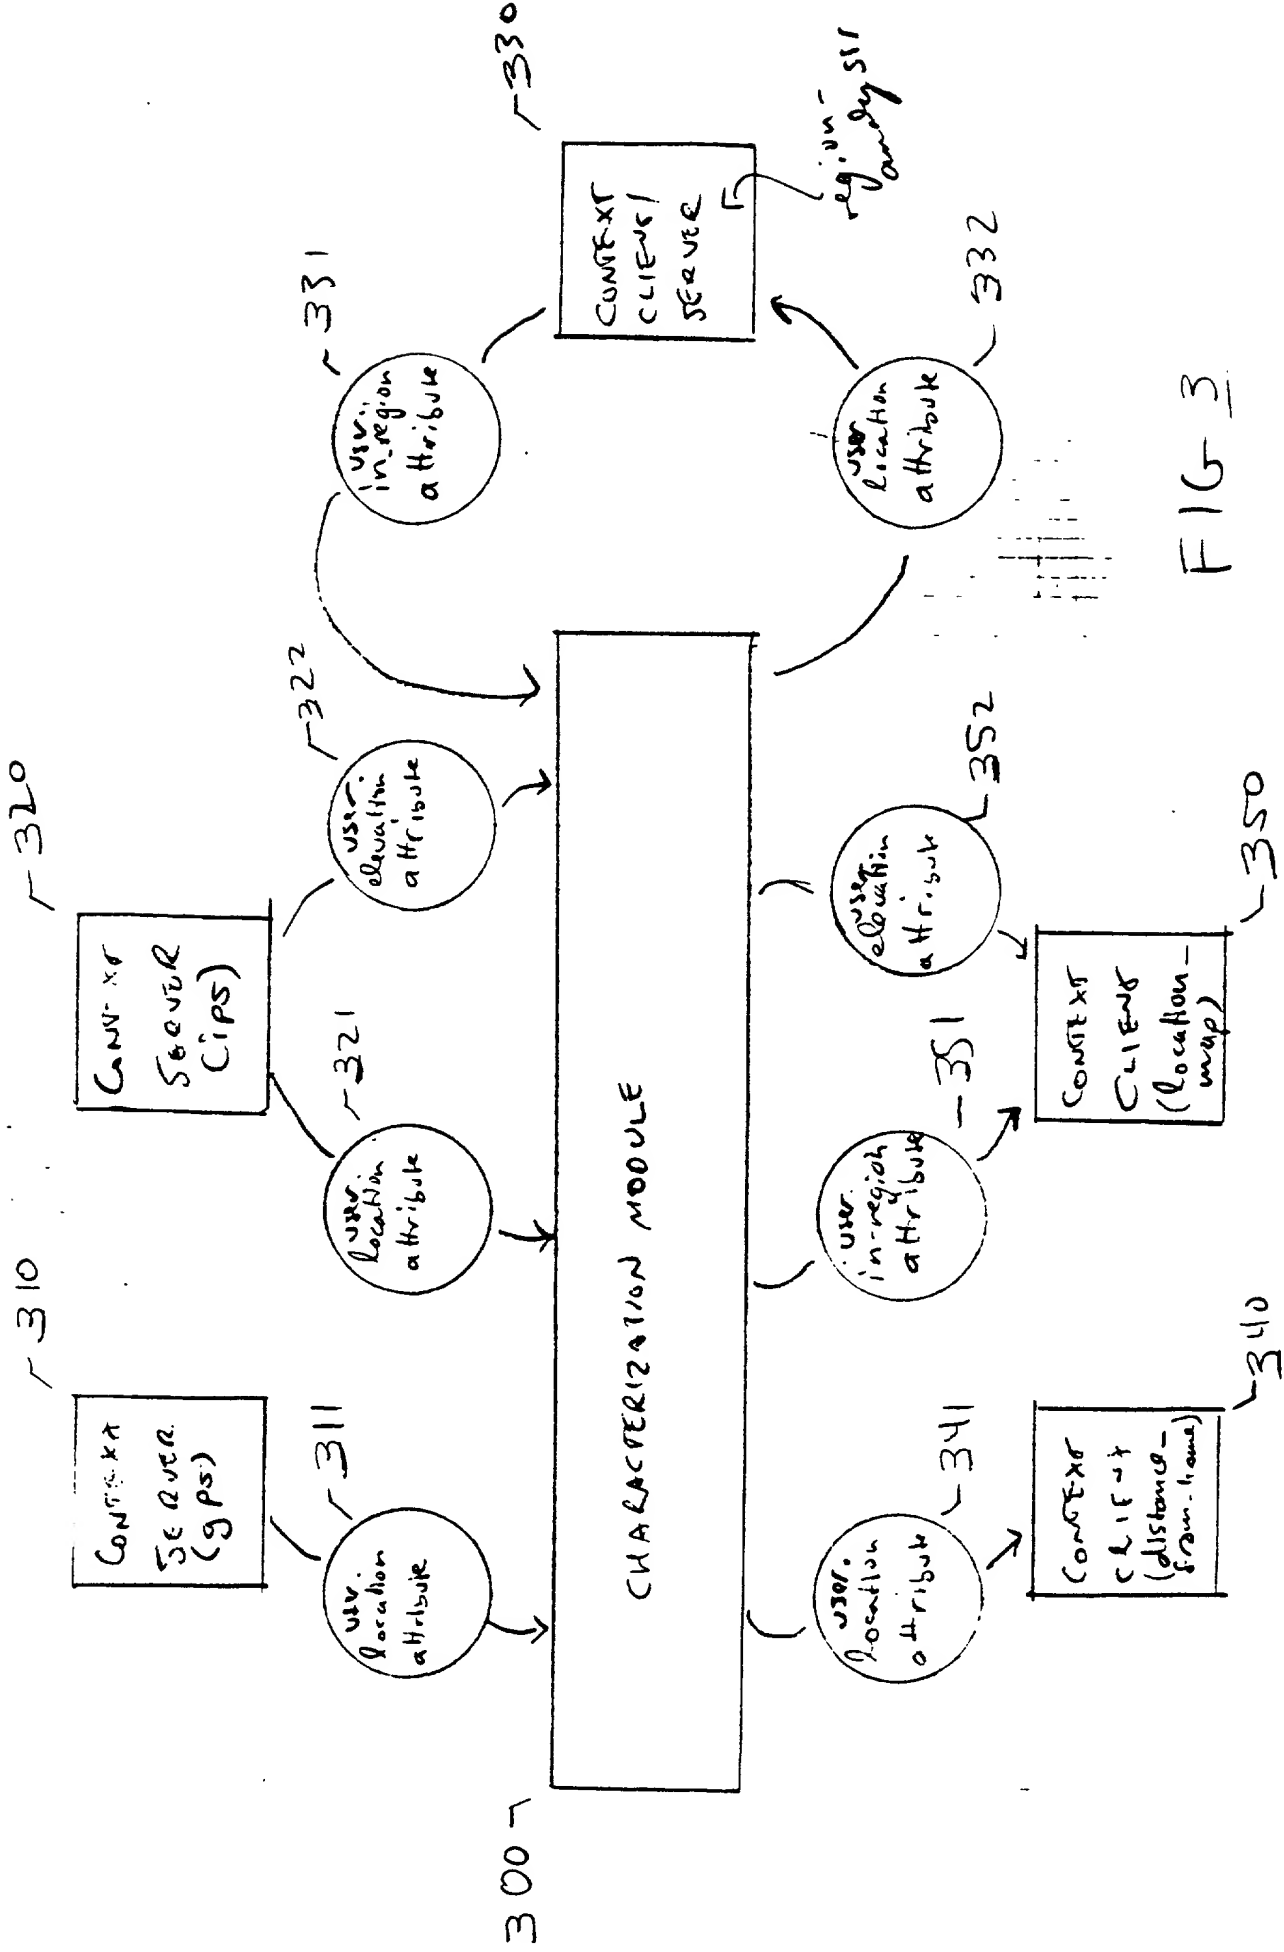 310
CONTEXT
SERVER
(gps)
311
user.
location
attribute
320
CONTEXT
SERVER
(ips)
321
user.
location
attribute
322
user.
elevation
attribute
331
user.
in_region
attribute
330
CONTEXT
CLIENT/
SERVER
region-
analysis
300
CHARACTERIZATION MODULE
341
user.
location
attribute
340
CONTEXT
CLIENT
(distance_
from_home)
351
user.
in-region
attribute
352
user.
elevation
attribute
350
CONTEXT
CLIENT
(location_
map)
332
user
location
attribute
FIG 3